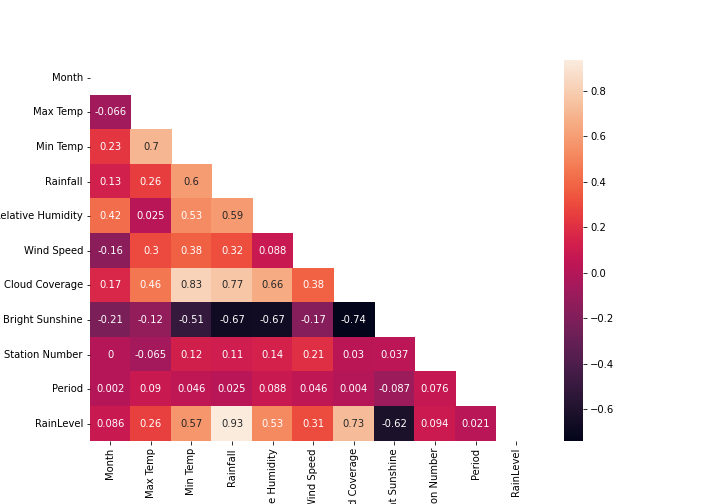 Month
Max Temp -0.066
Min Temp 0.23 0.7
Rainfall 0.13 0.26 0.6
elative Humidity 0.42 0.025 0.53 0.59
Wind Speed -0.16 0.3 0.38 0.32 0.088
Cloud Coverage 0.17 0.46 0.83 0.77 0.66 0.38
Bright Sunshine -0.21 -0.12 -0.51 -0.67 -0.67 -0.17 -0.74
Station Number 0 -0.065 0.12 0.11 0.14 0.21 0.03 0.037
Period 0.002 0.09 0.046 0.025 0.088 0.046 0.004 -0.087 0.076
RainLevel 0.086 0.26 0.57 0.93 0.53 0.31 0.73 -0.62 0.094 0.021
Month
Max Temp
Min Temp
Rainfall
e Humidity
Wind Speed
d Coverage
t Sunshine
on Number
Period
RainLevel
0.8
0.6
0.4
0.2
0.0
−0.2
−0.4
−0.6